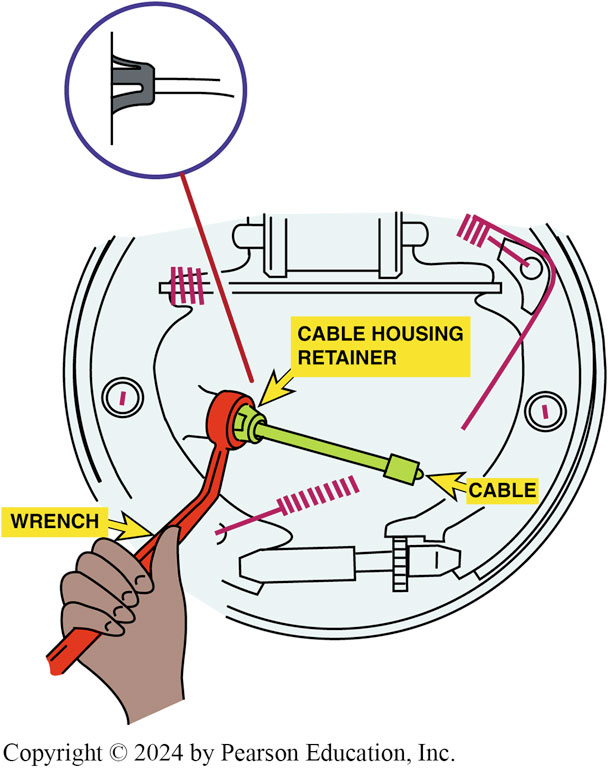 CABLE HOUSING
RETAINER
CABLE
WRENCH
Copyright © 2024 by Pearson Education, Inc.